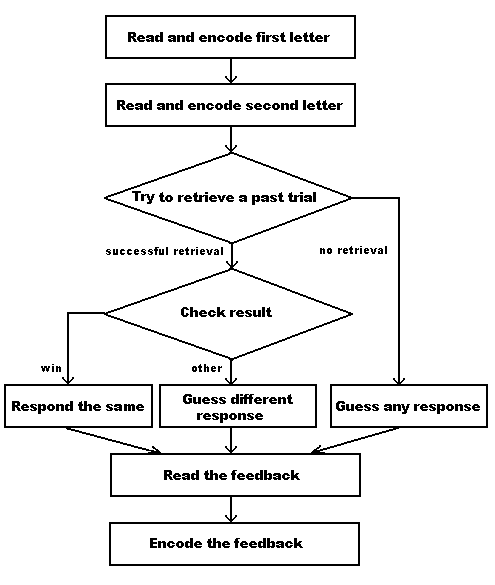 Read and encode first letter
Read and encode second letter
Try to retrieve a past trial
successful retrieval
no retrieval
Check result
win
other
Respond the same
Guess different
response
Guess any response
Read the feedback
Encode the feedback